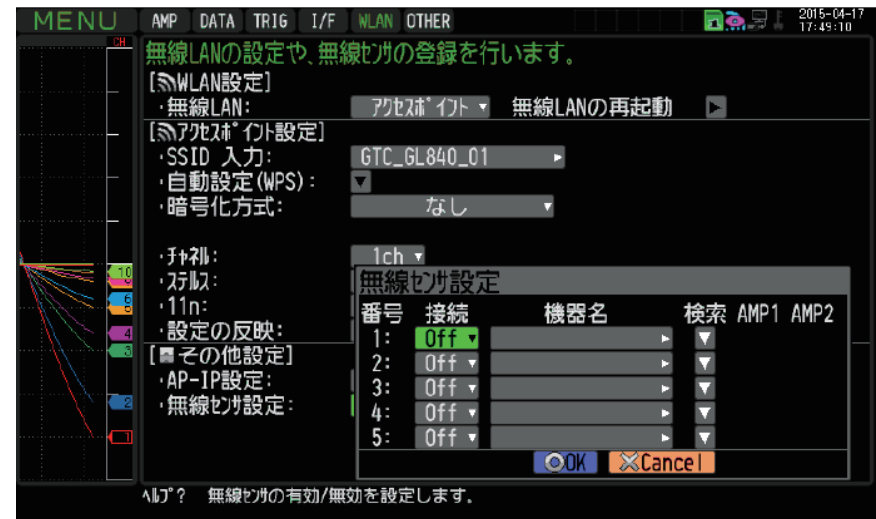 MENU AMP DATA TRIG I/F WLAN OTHER 2015-04-17
17:49:10
CH
無線LANの設定や、無線ｾﾝｻの登録を行います。
[WLAN設定]
・無線LAN: ｱｸｾｽﾎﾟｲﾝﾄ 無線LANの再起動
[ｱｸｾｽﾎﾟｲﾝﾄ設定]
・SSID 入力: GTC_GL840_01
・自動設定(WPS):
・暗号化方式: なし
・ﾁｬﾈﾙ: 1ch
・ｽﾃﾙｽ:
・11n:
・設定の反映:
[その他設定]
・AP-IP設定:
・無線ｾﾝｻ設定:
10
9
6
8
4
3
2
1
無線ｾﾝｻ設定
番号 接続 機器名 検索 AMP1 AMP2
1: Off
2: Off
3: Off
4: Off
5: Off
OK Cancel
ﾍﾙﾌﾟ? 無線ｾﾝｻの有効/無効を設定します。